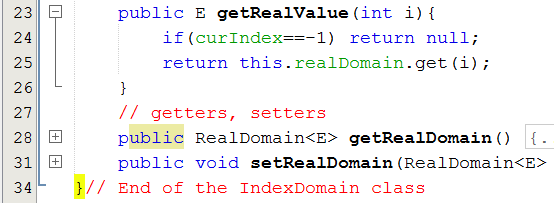 23 public E getRealValue(int i){
24 if(curIndex==-1) return null;
25 return this.realDomain.get(i);
26 }
27 // getters, setters
28 public RealDomain<E> getRealDomain() {.
31 public void setRealDomain(RealDomain<E>
34 }// End of the IndexDomain class